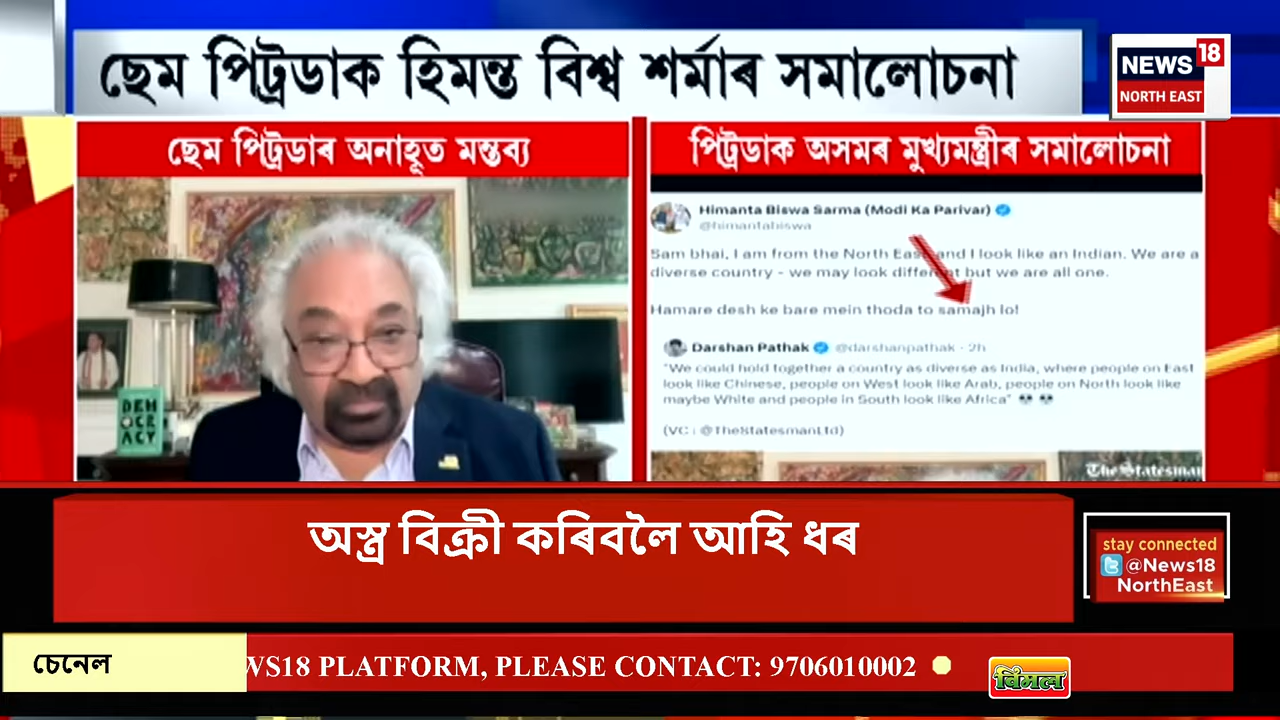 ছেম পিট্ৰডাক হিমন্ত বিশ্ব শৰ্মাৰ সমালোচনা
NEWS 18
NORTH EAST
ছেম পিট্ৰডাৰ অনাহূত মন্তব্য
পিট্ৰডাক অসমৰ মুখ্যমন্ত্ৰীৰ সমালোচনা
Himanta Biswa Sarma (Modi Ka Parivar)
@himantabiswa
Sam bhai, I am from the North East and I look like an Indian. We are a
diverse country - we may look different but we are all one.
Hamare desh ke bare mein thoda to samajh lo!
Darshan Pathak @darshanpathak · 2h
"We could hold together a country as diverse as India, where people on East
look like Chinese, people on West look like Arab, people on North look like
maybe White and people in South look like Africa"
(VC : @TheStatesmanLtd)
The Statesman
DEM
OCR
ACY
অস্ত্ৰ বিক্ৰী কৰিবলৈ আহি ধৰ
stay connected
@News18
NorthEast
চেনেল
WS18 PLATFORM, PLEASE CONTACT: 9706010002
विमल